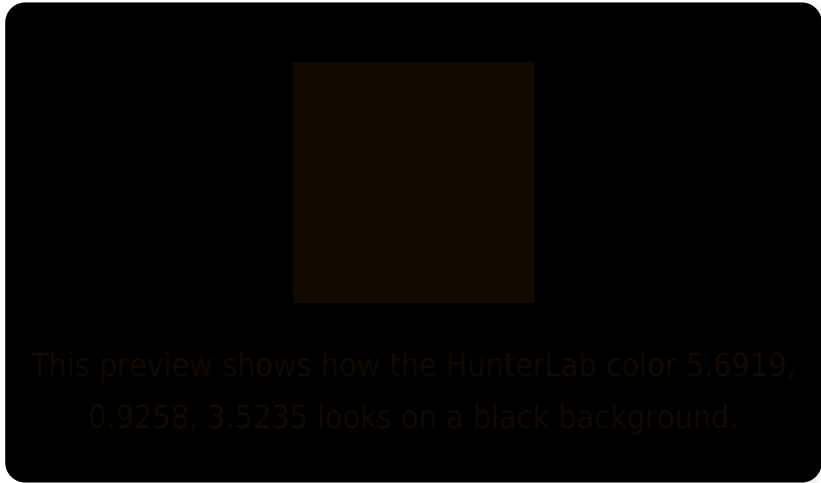 This preview shows how the HunterLab color 5.6919,
0.9258, 3.5235 looks on a black background.